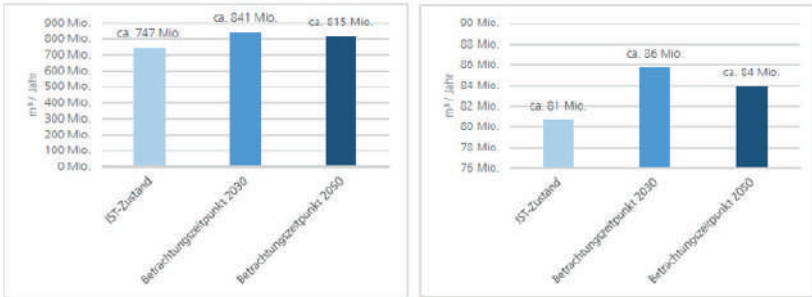 ca. 747 Mio.
ca. 841 Mio.
ca. 815 Mio.
m³ / Jahr
900 Mio.
800 Mio.
700 Mio.
600 Mio.
500 Mio.
400 Mio.
300 Mio.
200 Mio.
100 Mio.
0 Mio.
IST-Zustand
Betrachtungszeitpunkt 2030
Betrachtungszeitpunkt 2050
ca. 81 Mio.
ca. 86 Mio.
ca. 84 Mio.
m³ / Jahr
90 Mio.
88 Mio.
86 Mio.
84 Mio.
82 Mio.
80 Mio.
78 Mio.
76 Mio.
IST-Zustand
Betrachtungszeitpunkt 2030
Betrachtungszeitpunkt 2050